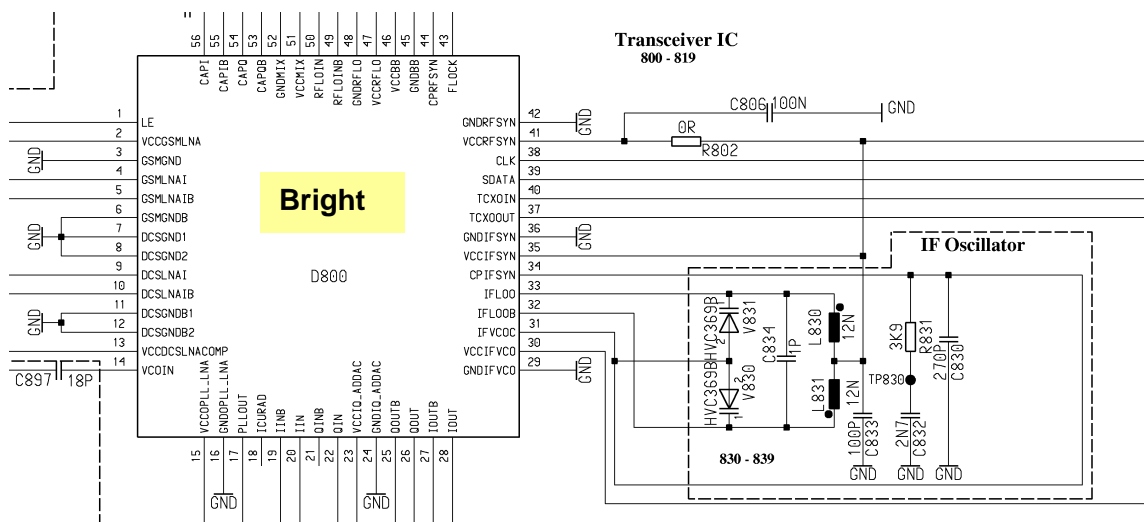 Transceiver IC
800 - 819
56 55 54 53 52 51 50 49 48 47 46 45 44 43
CAPI CAPIB CAPQ CAPQB GNDMIX VCCMIX RFLOIN RFLOINB GNDRFLO VCCRFLO VCCBB GNDBB CPRFSYN FLOCK
C806 100N GND
0R
R802
1 LE
2 VCCGSMLNA
GND 3 GSMGND
4 GSMLNAI
5 GSMLNAIB
6 GSMGNDB
GND 7 DCSGND1
8 DCSGND2
9 DCSLNAI
10 DCSLNAIB
11 DCSGNDB1
GND 12 DCSGNDB2
13 VCCDCSLNACOMP
14 VCOIN
C897 18P
Bright
D800
GNDRFSYN 42 GND
VCCRFSYN 41
CLK 38
SDATA 39
TCXOIN 40
TCXOOUT 37
GNDIFSYN 36 GND
VCCIFSYN 35
CPIFSYN 34
IFLOO 33
IFLOOB 32
IFVCOC 31
VCCIFVCO 30
GNDIFVCO 29 GND
VCCOPLL_LNA GNDOPLL_LNA PLLOUT ICURAD IINB IIN QINB QIN VCCIQ_ADDAC GNDIQ_ADDAC QOUTB QOUT IOUTB IOUT
15 16 17 18 19 20 21 22 23 24 25 26 27 28
GND GND
IF Oscillator
HVC369B 1 2 V831
HVC369B 2 1 V830
C834 1P
L830 12N
L831 12N
3K9 R831
270P C830
TP830
100P C833
2N7 C832
GND GND GND
830 - 839